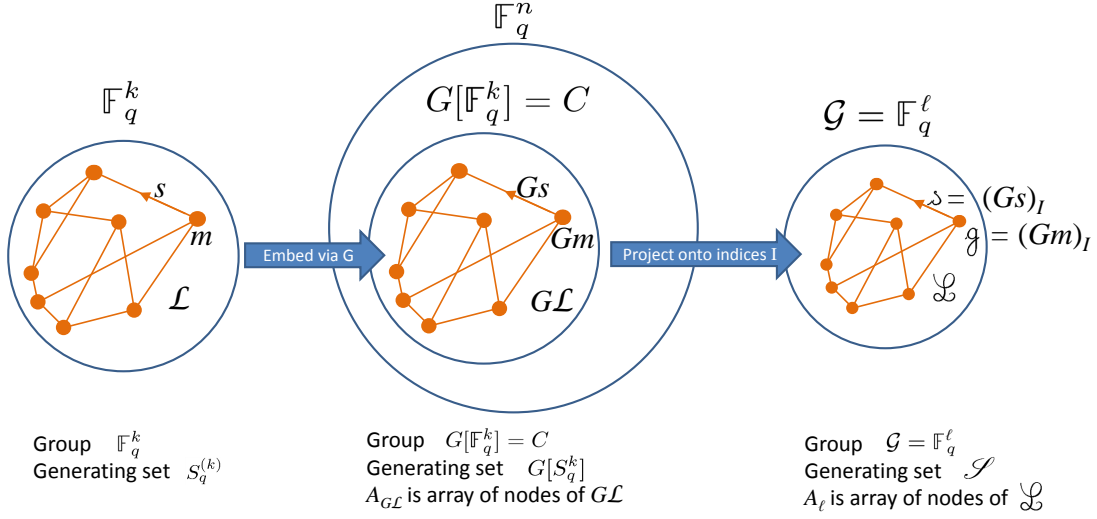 𝔽_q^n
𝔽_q^k
G[𝔽_q^k] = C
𝒢 = 𝔽_q^ℓ
s
m
ℒ
Embed via G
Gs
Gm
Gℒ
Project onto indices I
𝓈 = (Gs)_I
ℊ = (Gm)_I
𝔏
Group 𝔽_q^k
Generating set S_q^{(k)}
Group G[𝔽_q^k] = C
Generating set G[S_q^k]
A_{Gℒ} is array of nodes of Gℒ
Group 𝒢 = 𝔽_q^ℓ
Generating set 𝒮
A_ℓ is array of nodes of 𝔏